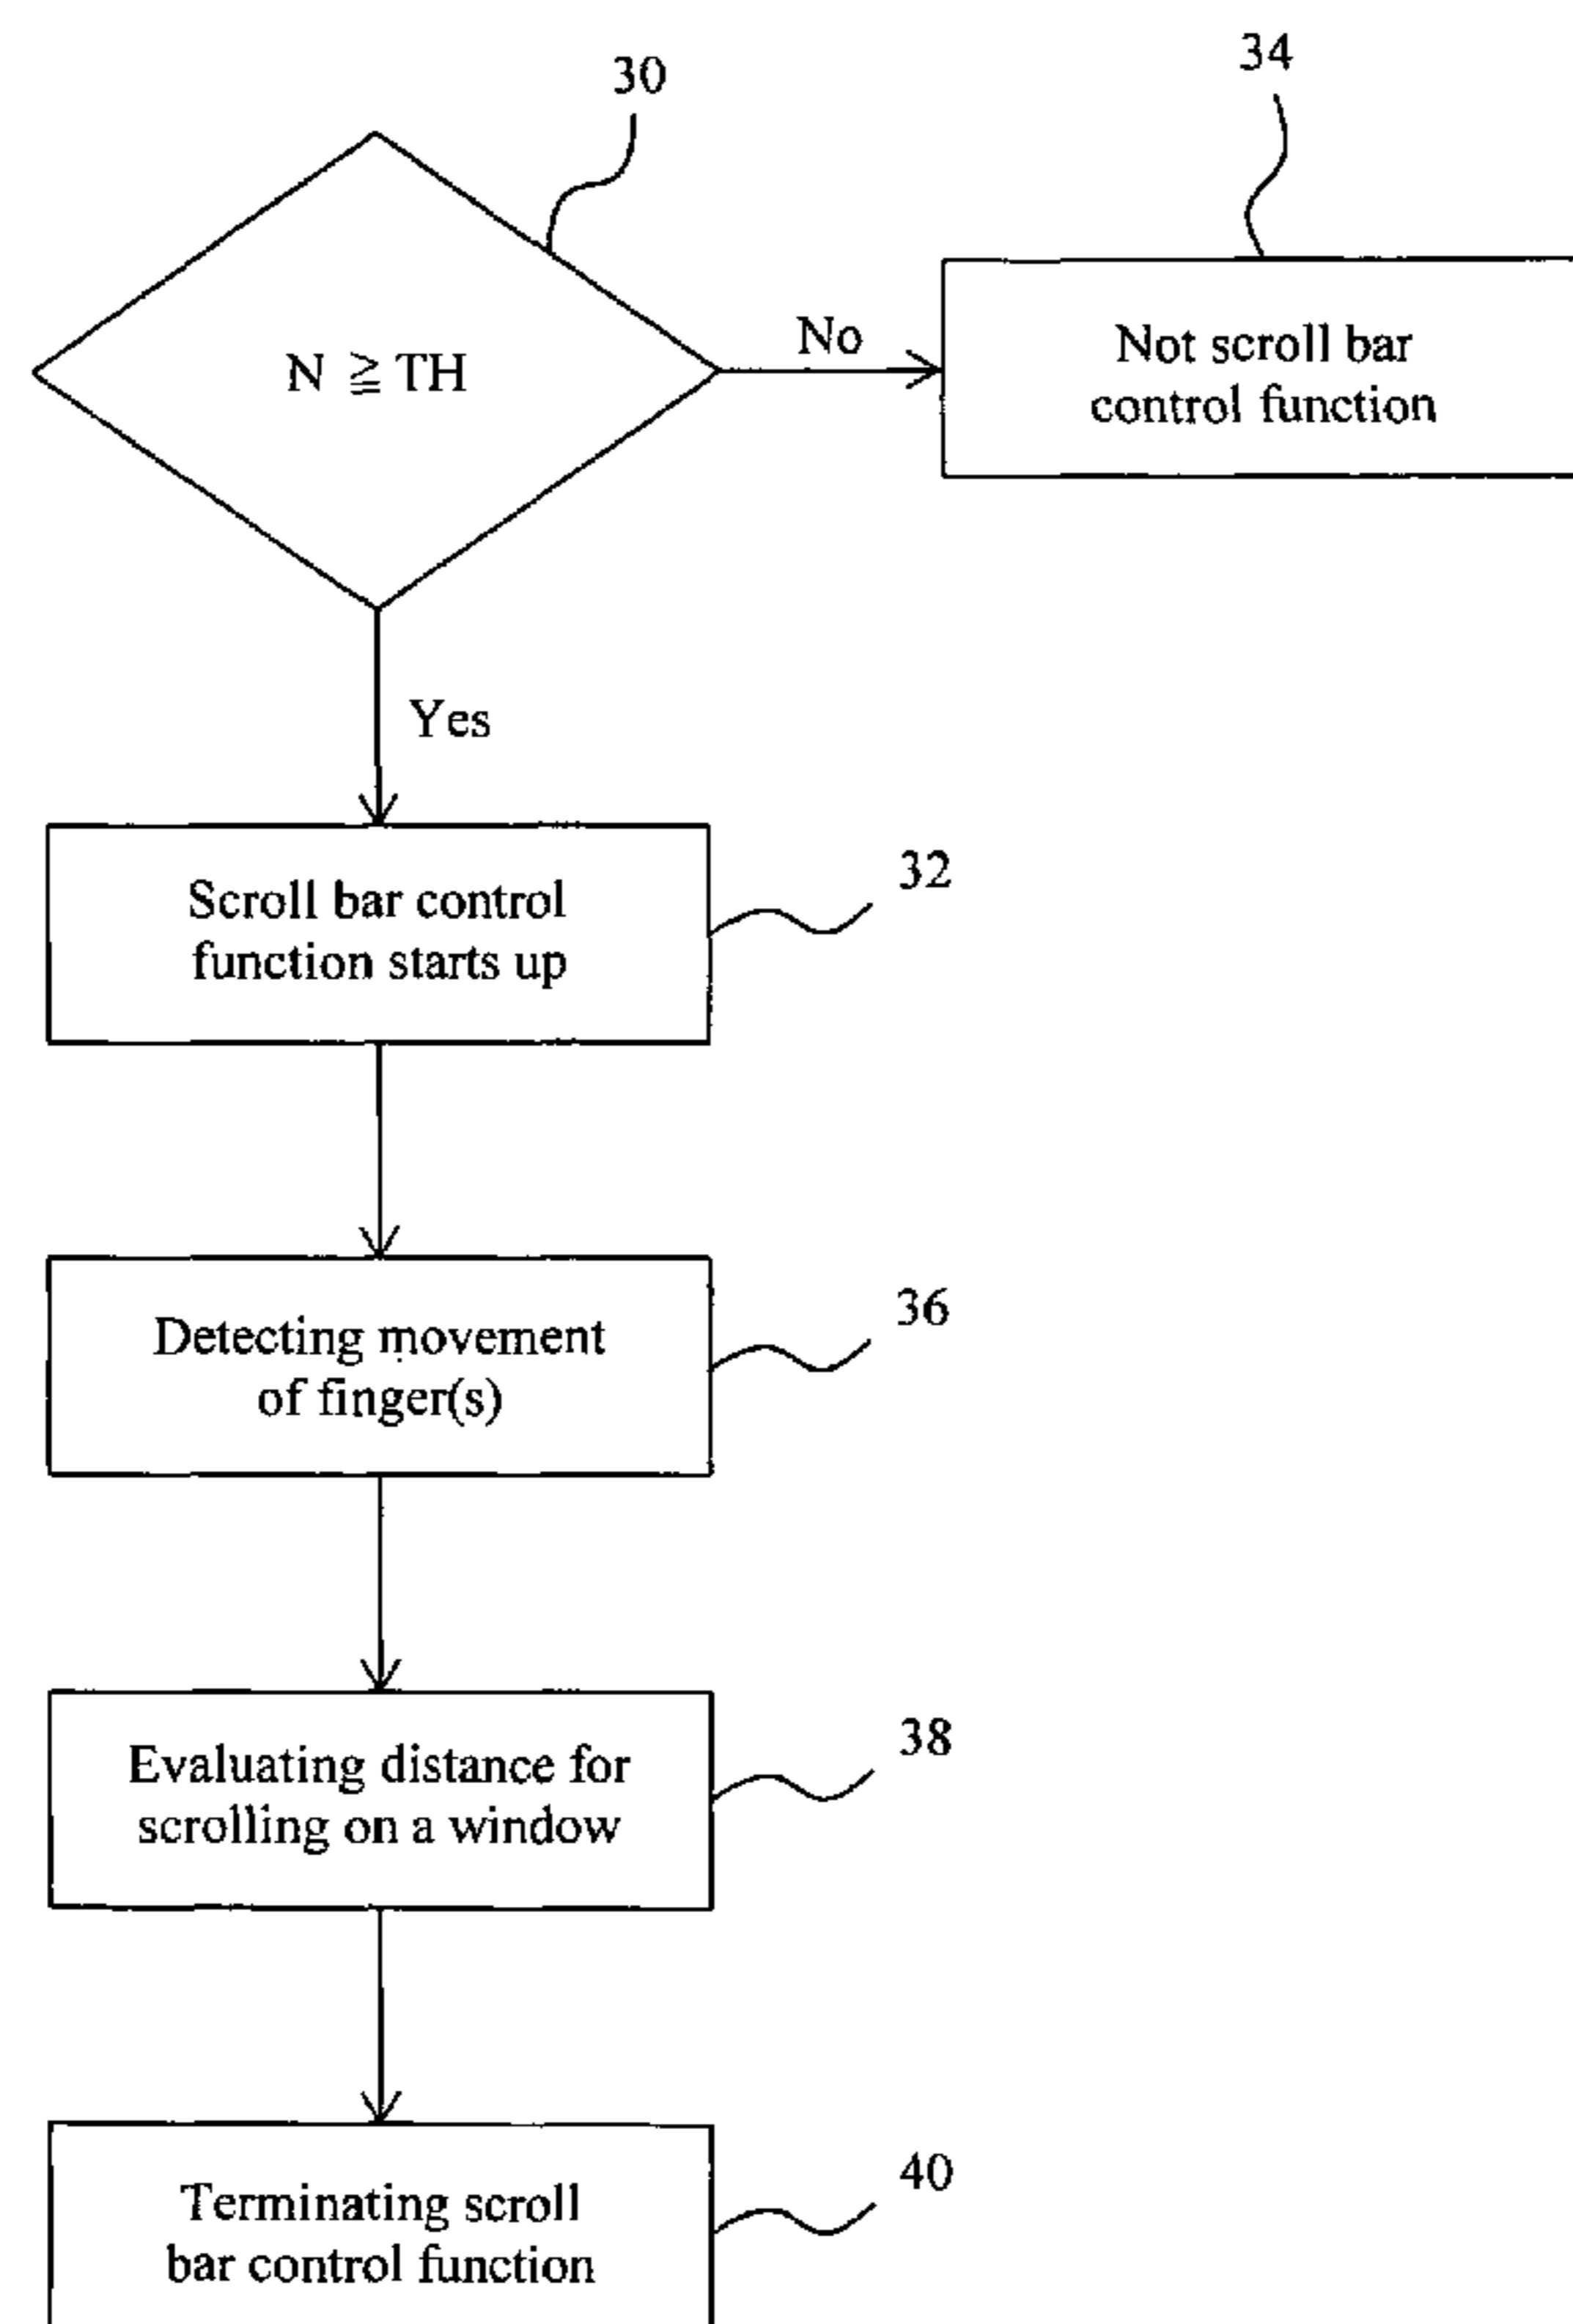 30
34
N ≧ TH
No
Not scroll bar
control function
Yes
Scroll bar control
function starts up
32
Detecting movement
of finger(s)
36
Evaluating distance for
scrolling on a window
38
Terminating scroll
bar control function
40